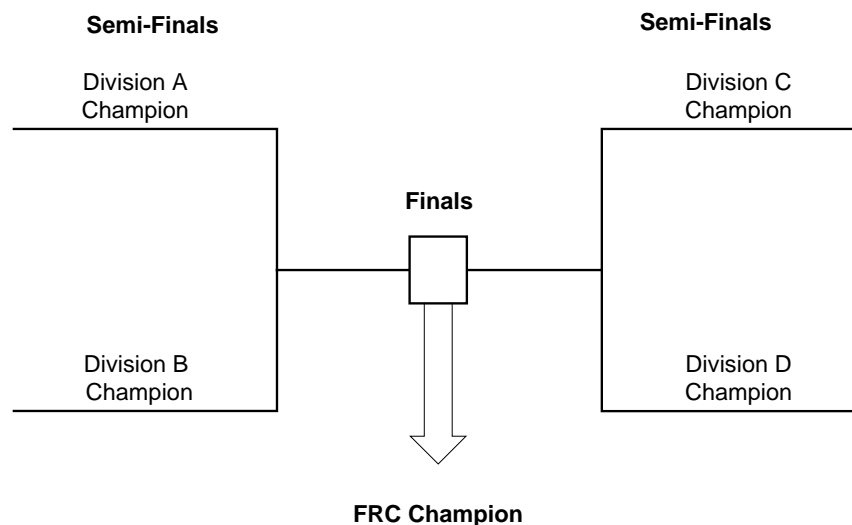 Semi-Finals
Division A
Champion
Division B
Champion
Finals
FRC Champion
Semi-Finals
Division C
Champion
Division D
Champion